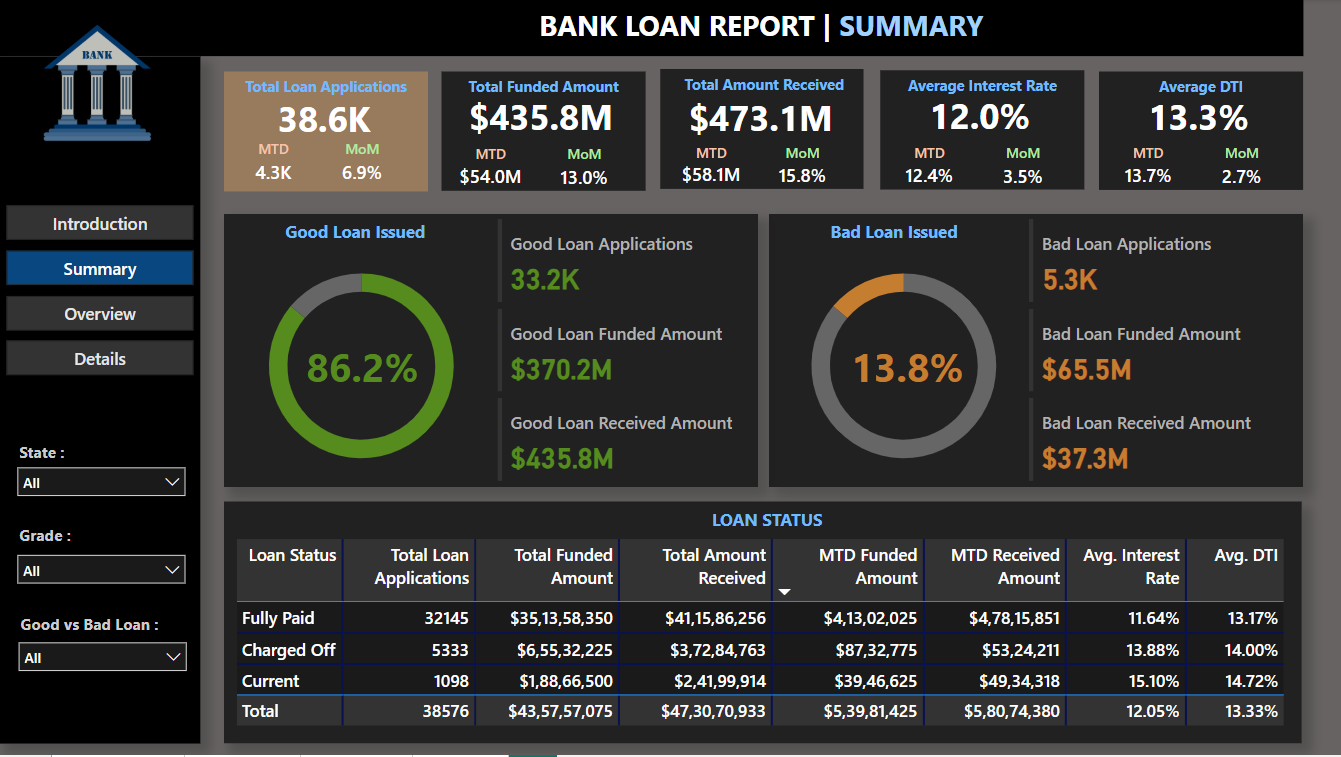 BANK LOAN REPORT | SUMMARY
BANK
Introduction
Summary
Overview
Details
State :
All
Grade :
All
Good vs Bad Loan :
All
Total Loan Applications
38.6K
MTD MoM
4.3K 6.9%
Total Funded Amount
$435.8M
MTD MoM
$54.0M 13.0%
Total Amount Received
$473.1M
MTD MoM
$58.1M 15.8%
Average Interest Rate
12.0%
MTD MoM
12.4% 3.5%
Average DTI
13.3%
MTD MoM
13.7% 2.7%
Good Loan Issued
86.2%
Good Loan Applications
33.2K
Good Loan Funded Amount
$370.2M
Good Loan Received Amount
$435.8M
Bad Loan Issued
13.8%
Bad Loan Applications
5.3K
Bad Loan Funded Amount
$65.5M
Bad Loan Received Amount
$37.3M
LOAN STATUS
Loan Status Total Loan Total Funded Total Amount MTD Funded MTD Received Avg. Interest Avg. DTI
Applications Amount Received Amount Amount Rate
Fully Paid 32145 $35,13,58,350 $41,15,86,256 $4,13,02,025 $4,78,15,851 11.64% 13.17%
Charged Off 5333 $6,55,32,225 $3,72,84,763 $87,32,775 $53,24,211 13.88% 14.00%
Current 1098 $1,88,66,500 $2,41,99,914 $39,46,625 $49,34,318 15.10% 14.72%
Total 38576 $43,57,57,075 $47,30,70,933 $5,39,81,425 $5,80,74,380 12.05% 13.33%